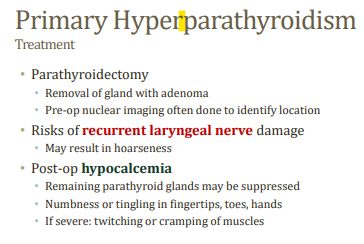 Primary Hyperparathyroidism
Treatment
• Parathyroidectomy
• Removal of gland with adenoma
• Pre-op nuclear imaging often done to identify location
• Risks of recurrent laryngeal nerve damage
• May result in hoarseness
• Post-op hypocalcemia
• Remaining parathyroid glands may be suppressed
• Numbness or tingling in fingertips, toes, hands
• If severe: twitching or cramping of muscles